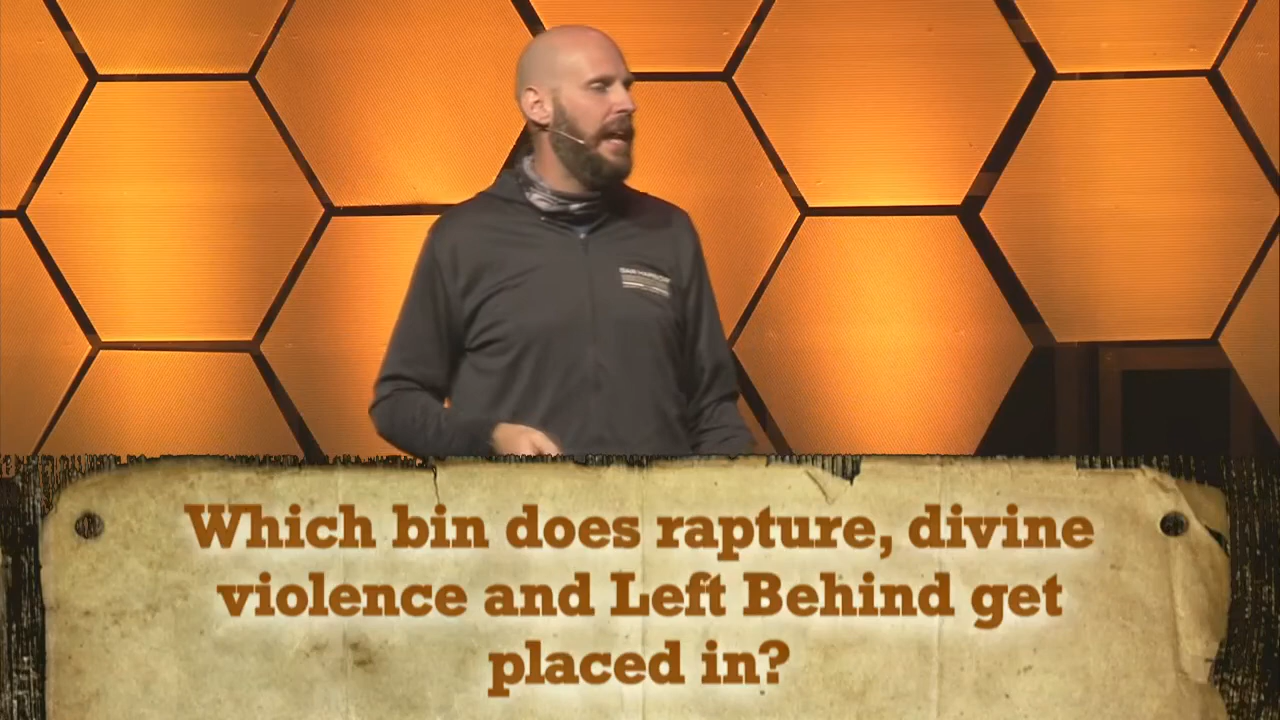 Which bin does rapture, divine
violence and Left Behind get
placed in?